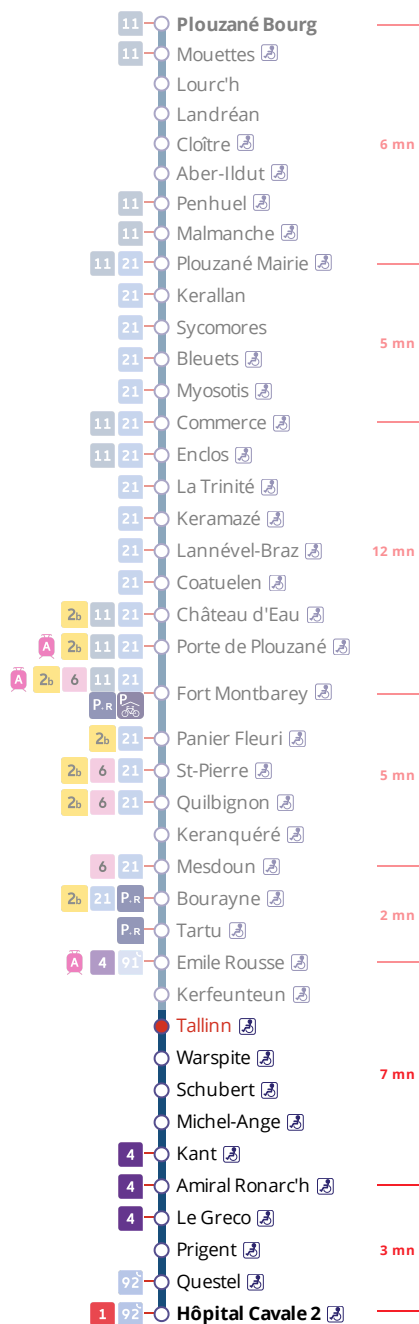 11 Plouzané Bourg
11 Mouettes
Lourc'h
Landréan
Cloître
6 mn
Aber-Ildut
11 Penhuel
11 Malmanche
11 21 Plouzané Mairie
21 Kerallan
21 Sycomores
5 mn
21 Bleuets
21 Myosotis
11 21 Commerce
11 21 Enclos
21 La Trinité
21 Keramazé
21 Lannével-Braz
12 mn
21 Coatuelen
2b 11 21 Château d'Eau
A 2b 11 21 Porte de Plouzané
A 2b 6 11 21
P.R P Fort Montbarey
2b 21 Panier Fleuri
2b 6 21 St-Pierre
5 mn
2b 6 21 Quilbignon
Keranquéré
6 21 Mesdoun
2b 21 P.R Bourayne
2 mn
P.R Tartu
A 4 91 Emile Rousse
Kerfeunteun
Tallinn
Warspite
7 mn
Schubert
Michel-Ange
4 Kant
4 Amiral Ronarc'h
4 Le Greco
Prigent
3 mn
92 Questel
1 92 Hôpital Cavale 2